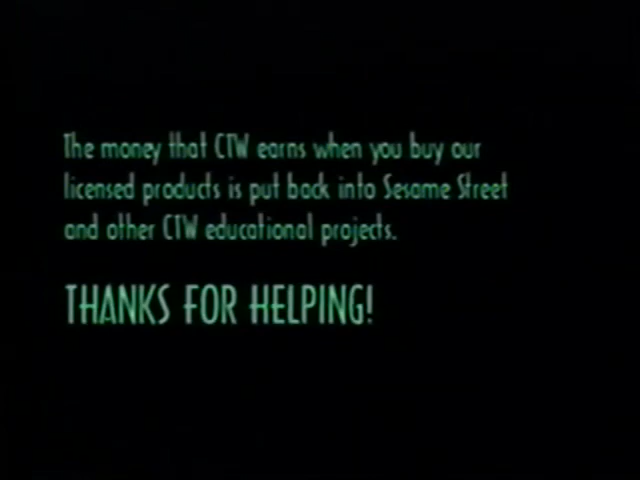 The money that CTW earns when you buy our
licensed products is put back into Sesame Street
and other CTW educational projects.
THANKS FOR HELPING!